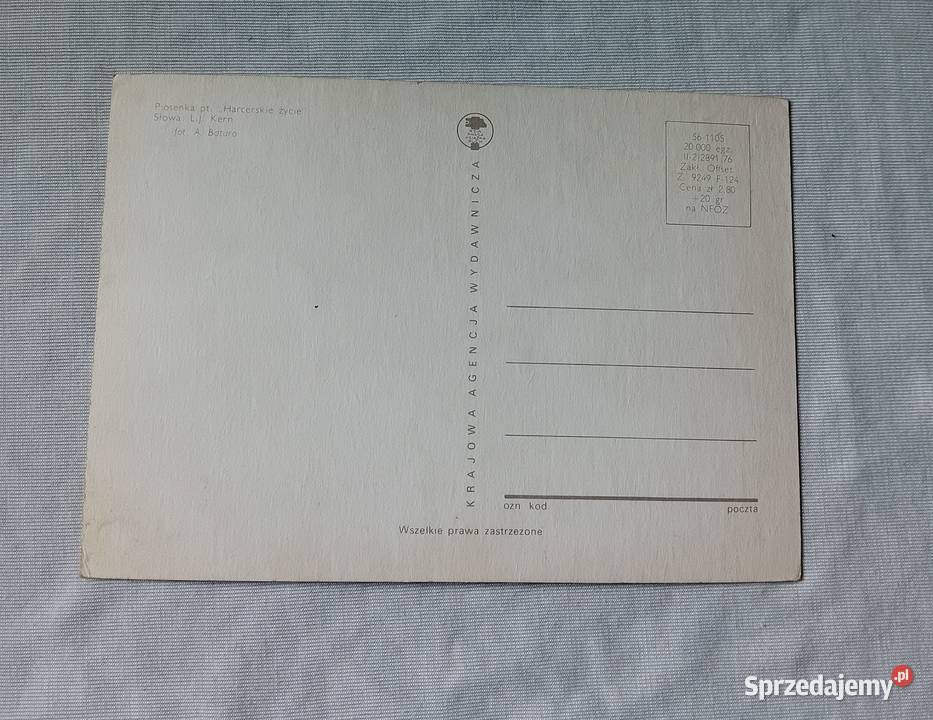 Piosenka pt. „Harcerskie życie"
Słowa L.J. Kern
fot. A. Baturo
KRAJOWA AGENCJA WYDAWNICZA
56-1105
20 000 egz.
II-2/2891/76
Zakł. Offset.
Z. 9249 F-124
Cena zł 2,80
+20 gr
na NFOZ
ozn. kod
poczta
Wszelkie prawa zastrzeżone
Sprzedajemy.pl